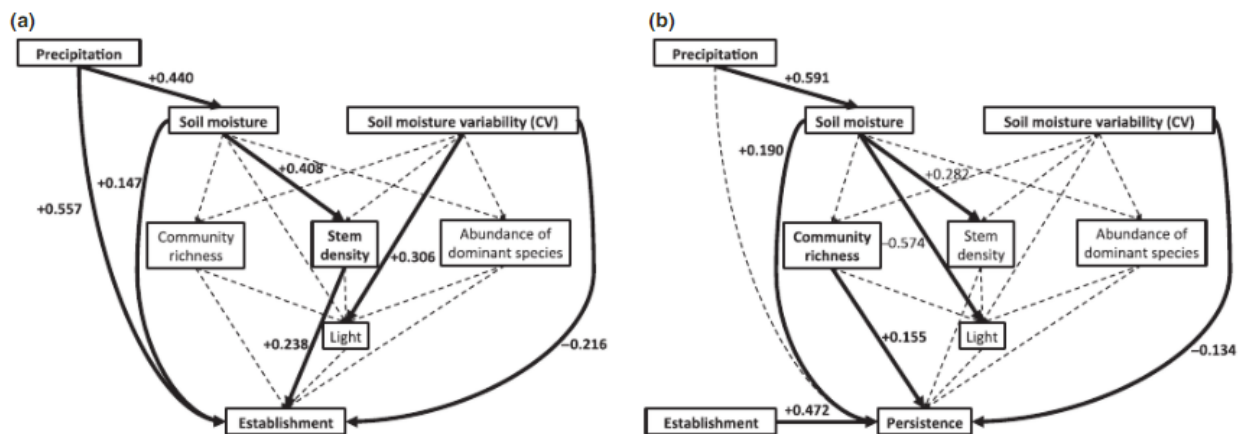 (a)
Precipitation
+0.440
Soil moisture
Soil moisture variability (CV)
+0.408
+0.147
+0.557
Community
richness
Stem
density
Abundance of
dominant species
+0.306
Light
+0.238
−0.216
Establishment
(b)
Precipitation
+0.591
Soil moisture
Soil moisture variability (CV)
+0.190
+0.282
Community
richness
−0.574
Stem
density
Abundance of
dominant species
Light
+0.155
−0.134
Establishment
+0.472
Persistence